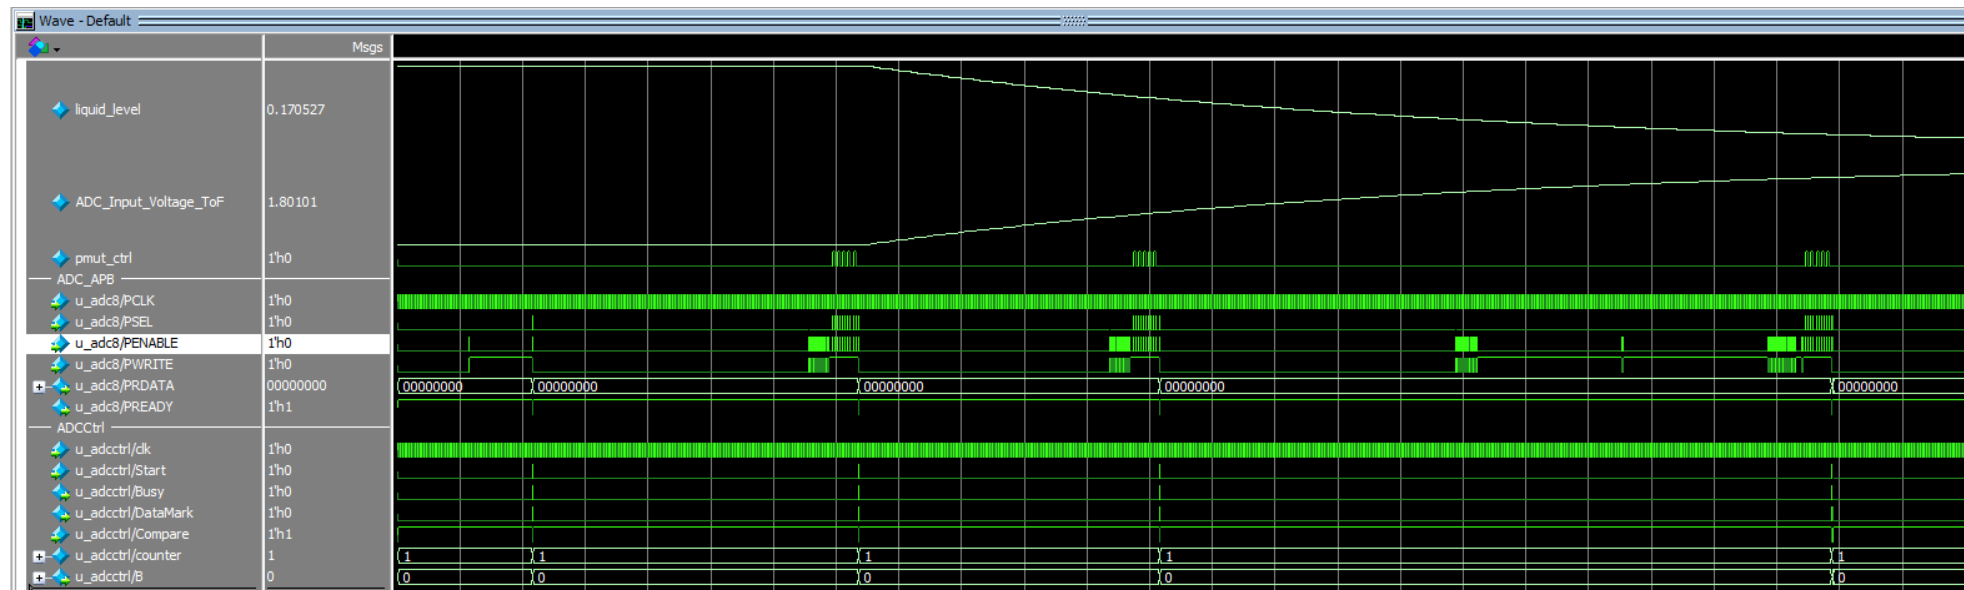 Wave - Default
Msgs
liquid_level 0.170527
ADC_Input_Voltage_ToF 1.80101
pmut_ctrl 1'h0
ADC_APB
u_adc8/PCLK 1'h0
u_adc8/PSEL 1'h0
u_adc8/PENABLE 1'h0
u_adc8/PWRITE 1'h0
u_adc8/PRDATA 00000000 00000000 00000000 00000000 00000000 00000000
u_adc8/PREADY 1'h1
ADCCtrl
u_adcctrl/clk 1'h0
u_adcctrl/Start 1'h0
u_adcctrl/Busy 1'h0
u_adcctrl/DataMark 1'h0
u_adcctrl/Compare 1'h1
u_adcctrl/counter 1 1 1 1 1 1
u_adcctrl/B 0 0 0 0 0 0